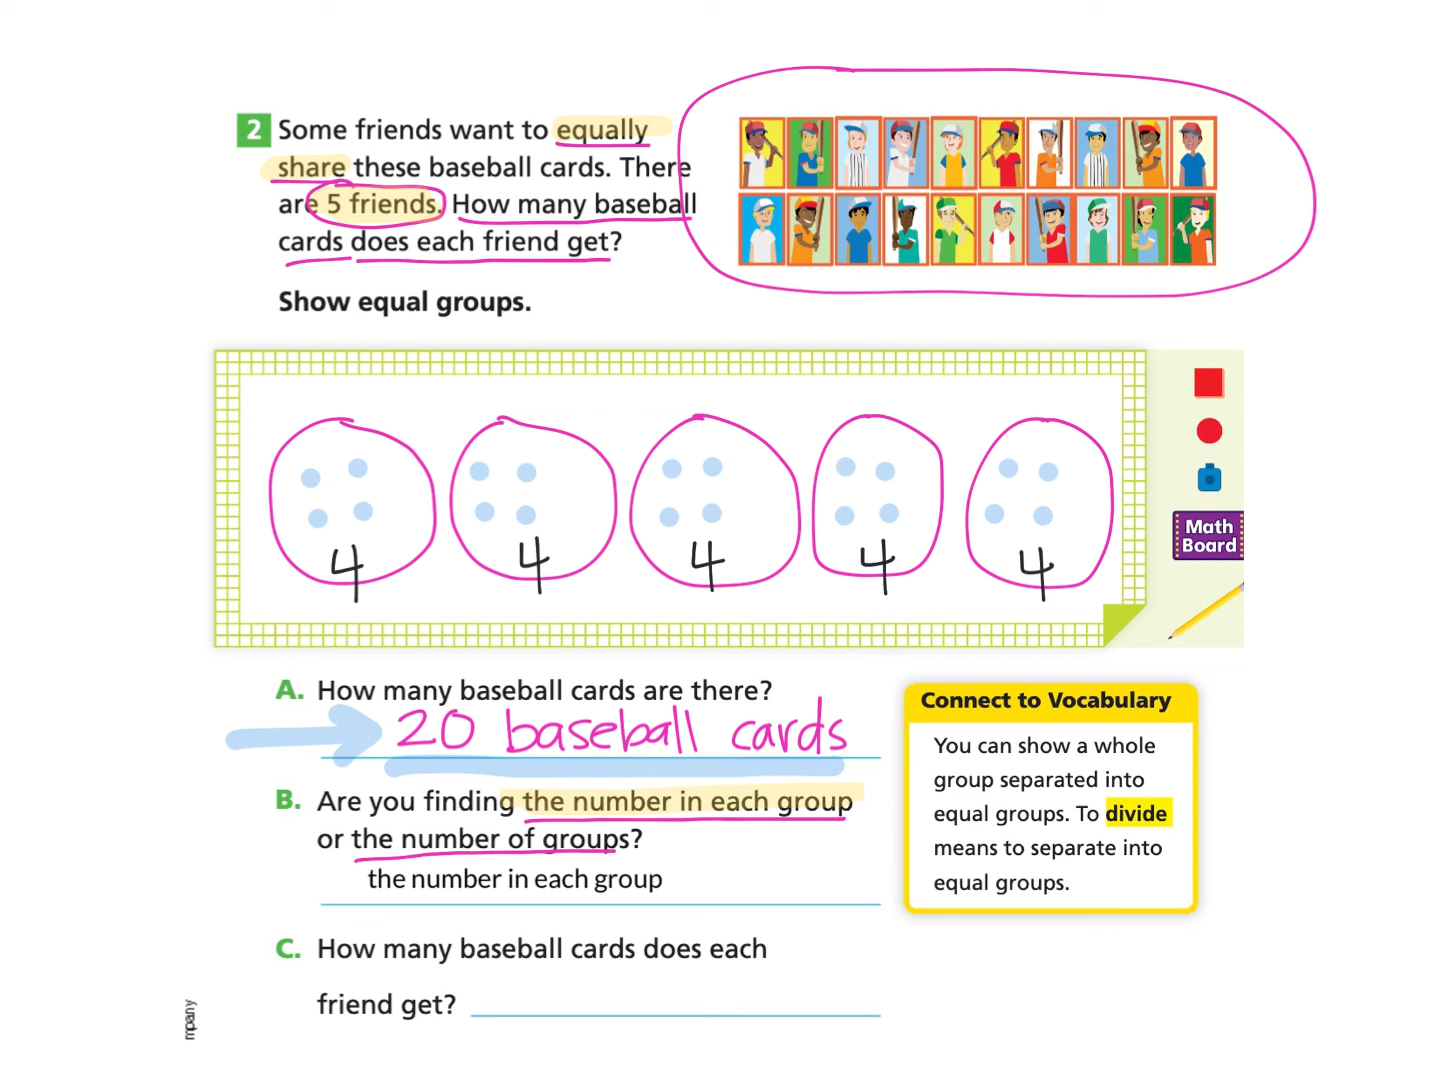 2 Some friends want to equally
share these baseball cards. There
are 5 friends. How many baseball
cards does each friend get?
Show equal groups.
4 4 4 4 4
Math
Board
A. How many baseball cards are there?
20 baseball cards
B. Are you finding the number in each group
or the number of groups?
the number in each group
C. How many baseball cards does each
friend get?
Connect to Vocabulary
You can show a whole
group separated into
equal groups. To divide
means to separate into
equal groups.
mpany